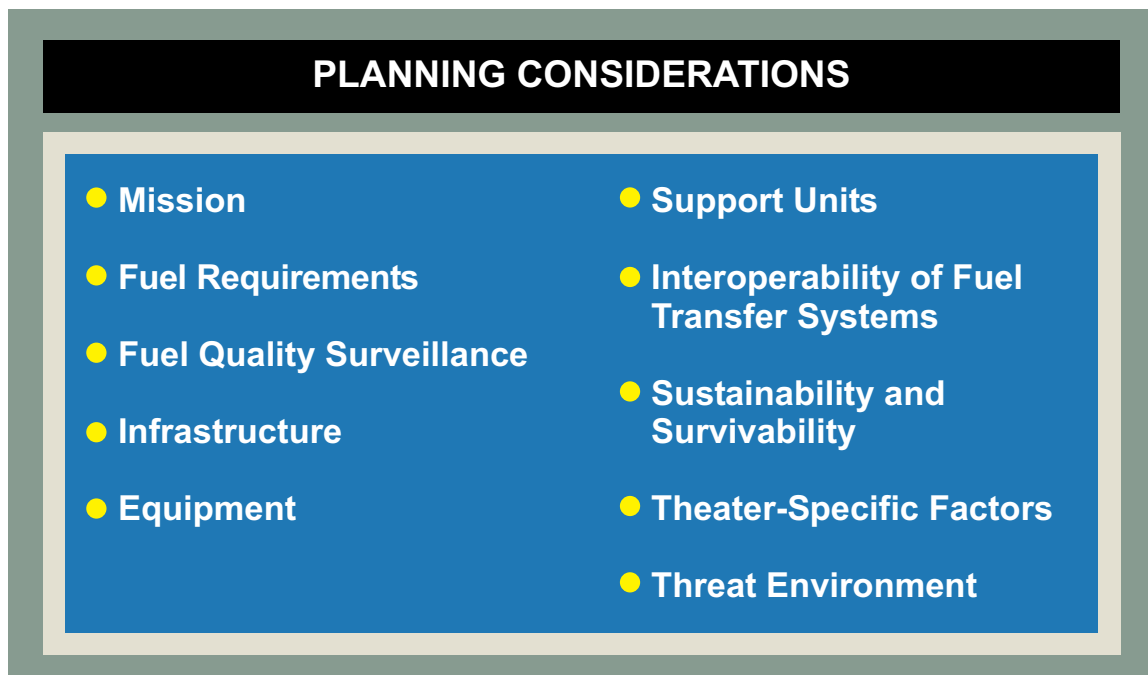 PLANNING CONSIDERATIONS
Mission
Fuel Requirements
Fuel Quality Surveillance
Infrastructure
Equipment
Support Units
Interoperability of Fuel
Transfer Systems
Sustainability and
Survivability
Theater-Specific Factors
Threat Environment